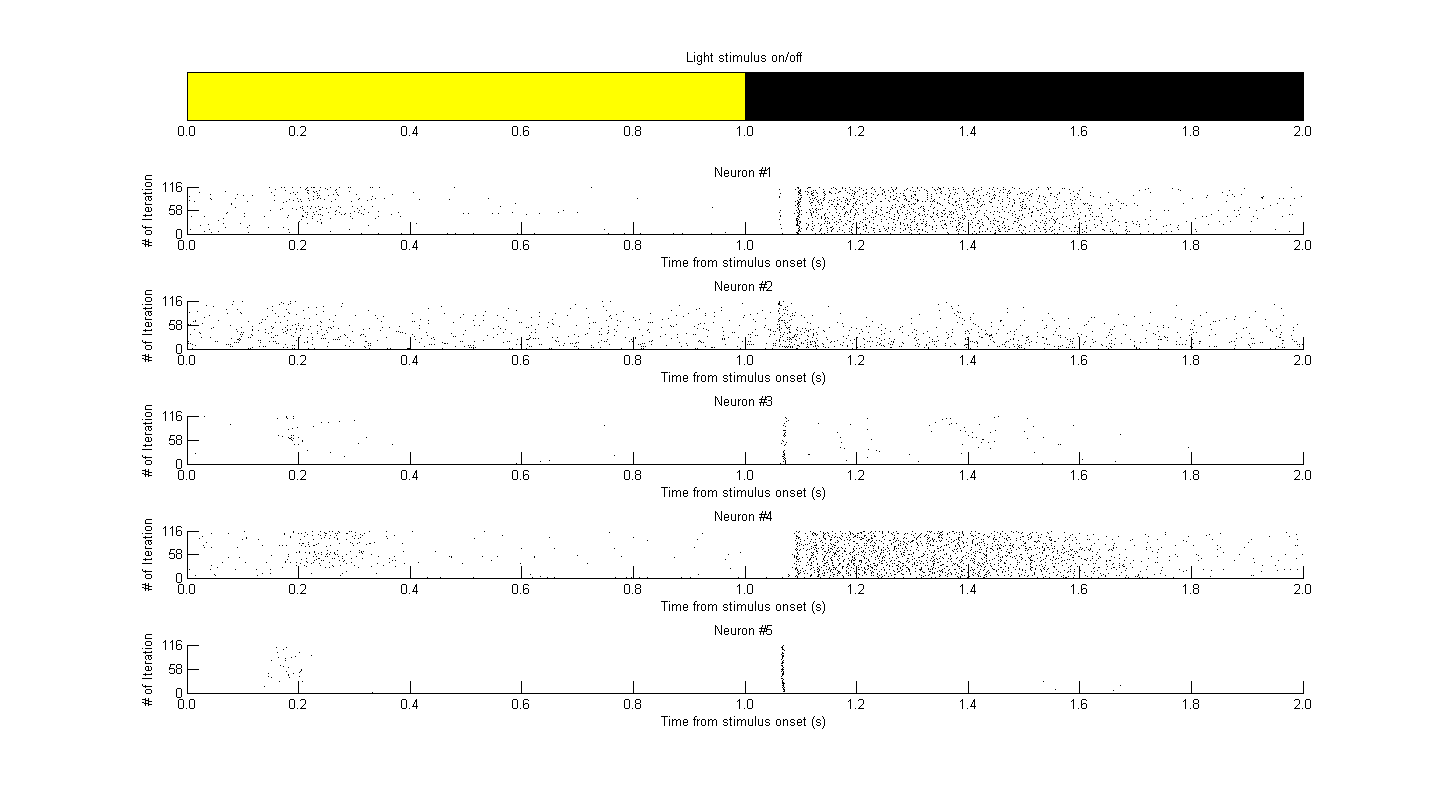 Light stimulus on/off
0.0 0.2 0.4 0.6 0.8 1.0 1.2 1.4 1.6 1.8 2.0
Neuron #1
# of Iteration
116
58
0
0.0 0.2 0.4 0.6 0.8 1.0 1.2 1.4 1.6 1.8 2.0
Time from stimulus onset (s)
Neuron #2
# of Iteration
116
58
0
0.0 0.2 0.4 0.6 0.8 1.0 1.2 1.4 1.6 1.8 2.0
Time from stimulus onset (s)
Neuron #3
# of Iteration
116
58
0
0.0 0.2 0.4 0.6 0.8 1.0 1.2 1.4 1.6 1.8 2.0
Time from stimulus onset (s)
Neuron #4
# of Iteration
116
58
0
0.0 0.2 0.4 0.6 0.8 1.0 1.2 1.4 1.6 1.8 2.0
Time from stimulus onset (s)
Neuron #5
# of Iteration
116
58
0
0.0 0.2 0.4 0.6 0.8 1.0 1.2 1.4 1.6 1.8 2.0
Time from stimulus onset (s)